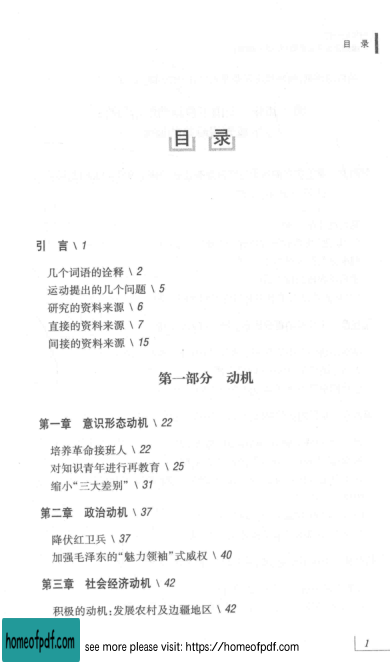 目 录
目 录
引 言 \ 1
几个词语的诠释 \ 2
运动提出的几个问题 \ 5
研究的资料来源 \ 6
直接的资料来源 \ 7
间接的资料来源 \ 15
第一部分 动机
第一章 意识形态动机 \ 22
培养革命接班人 \ 22
对知识青年进行再教育 \ 25
缩小“三大差别” \ 31
第二章 政治动机 \ 37
降伏红卫兵 \ 37
加强毛泽东的“魅力领袖”式威权 \ 40
第三章 社会经济动机 \ 42
积极的动机:发展农村及边疆地区 \ 42
1
homeofpdf.com
see more please visit: https://homeofpdf.com